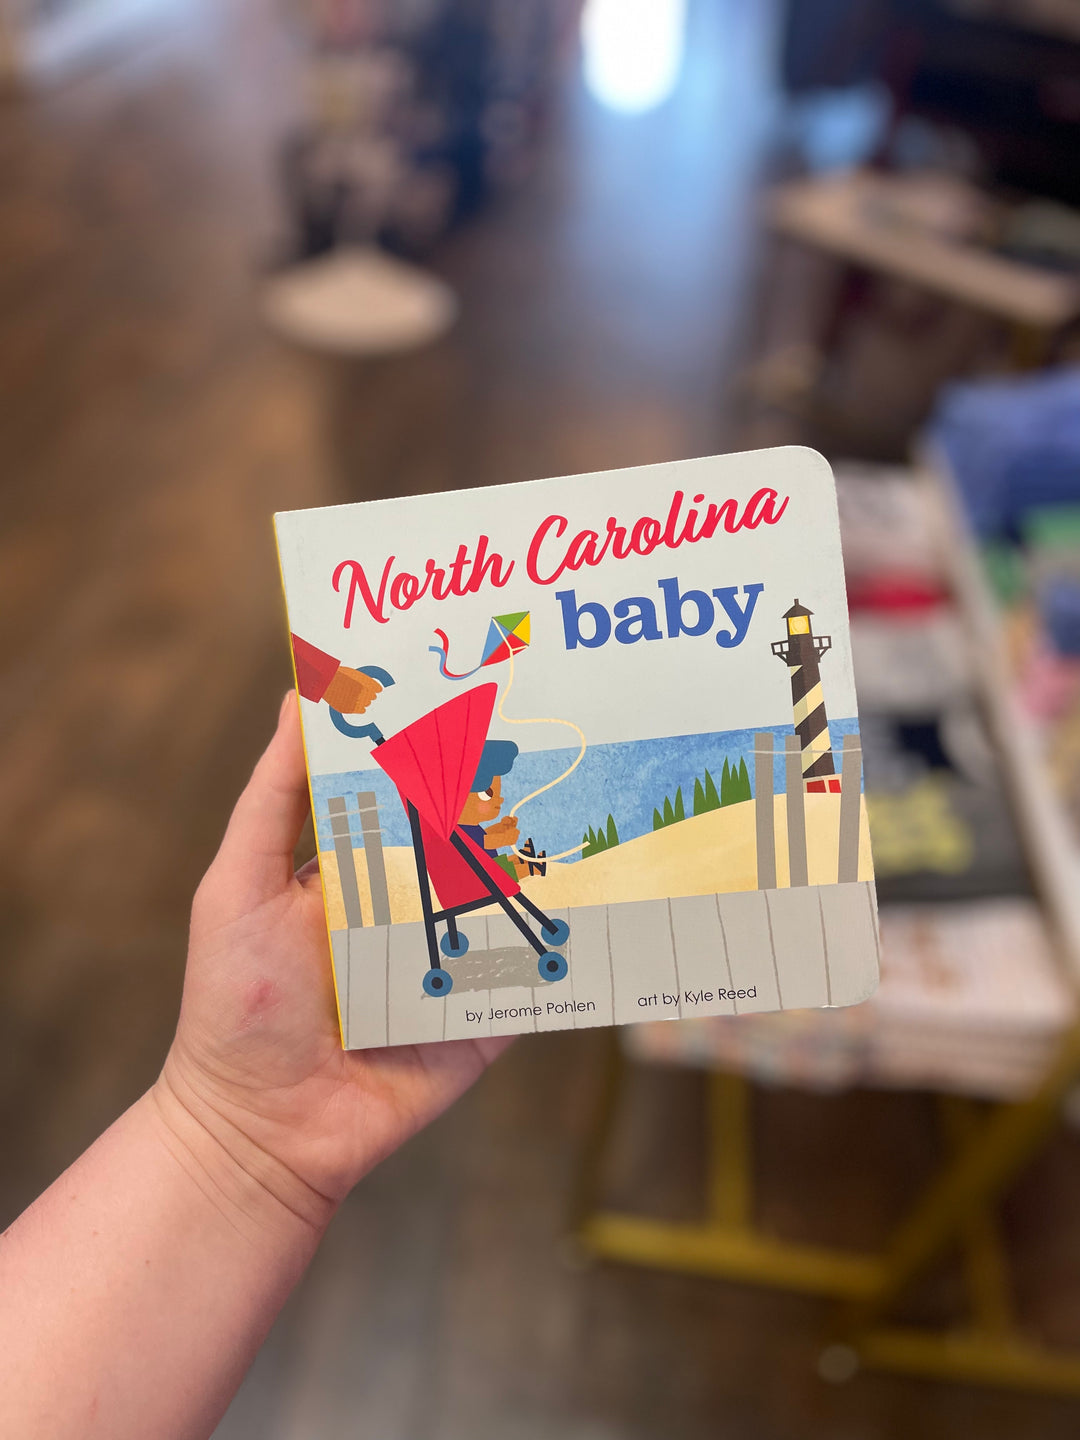 North Carolina
baby
by Jerome Pohlen
art by Kyle Reed